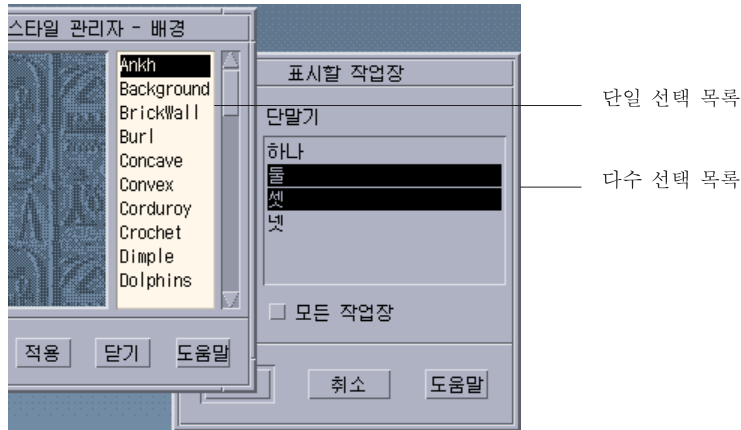 스타일 관리자 - 배경
Ankh
Background
BrickWall
Burl
Concave
Convex
Corduroy
Crochet
Dimple
Dolphins
적용
닫기
도움말
표시할 작업장
단말기
하나
둘
셋
넷
모든 작업장
취소
도움말
단일 선택 목록
다수 선택 목록